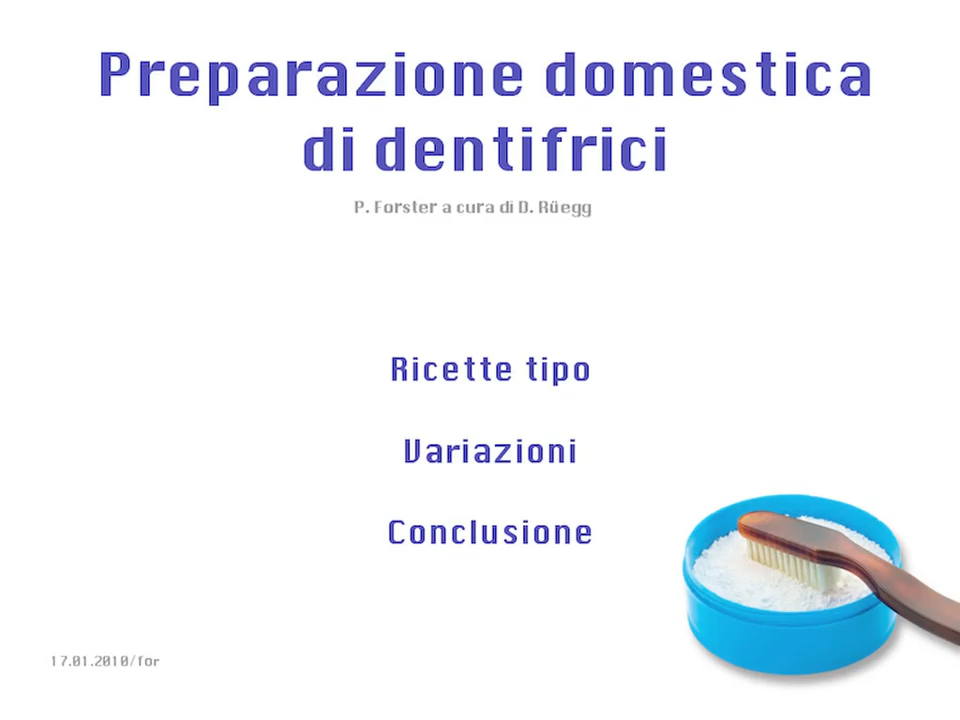 Preparazione domestica
di dentifrici
P. Forster a cura di D. Rüegg
Ricette tipo
Variazioni
Conclusione
17.01.2010/for